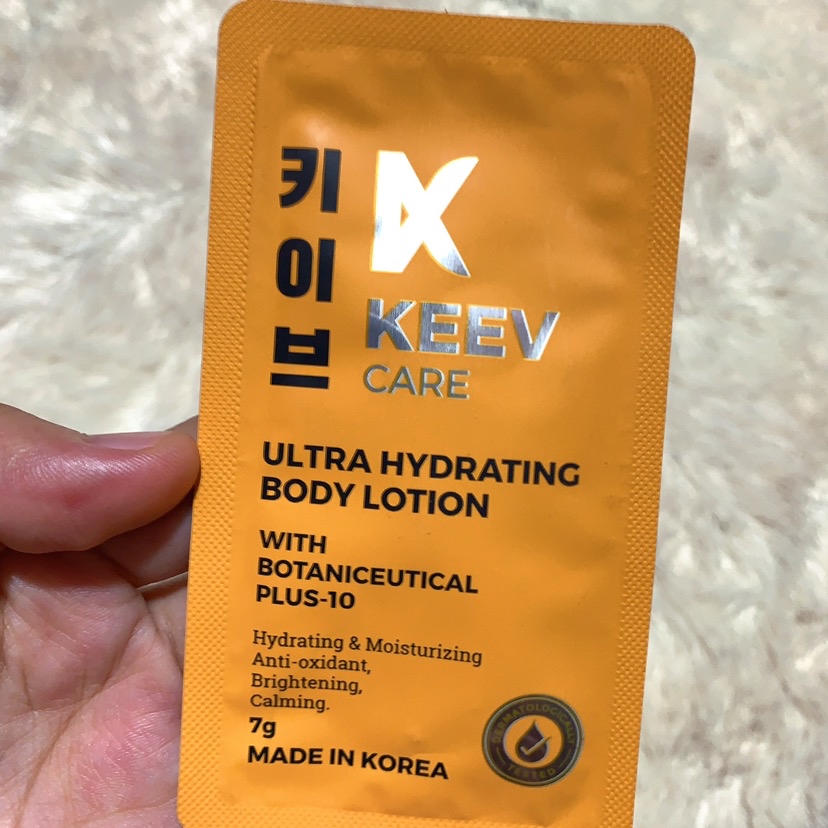 키이브
KEEV
CARE
ULTRA HYDRATING
BODY LOTION
WITH
BOTANICEUTICAL
PLUS-10
Hydrating & Moisturizing
Anti-oxidant,
Brightening,
Calming.
7g
MADE IN KOREA
DERMATOLOGICALLY
TESTED